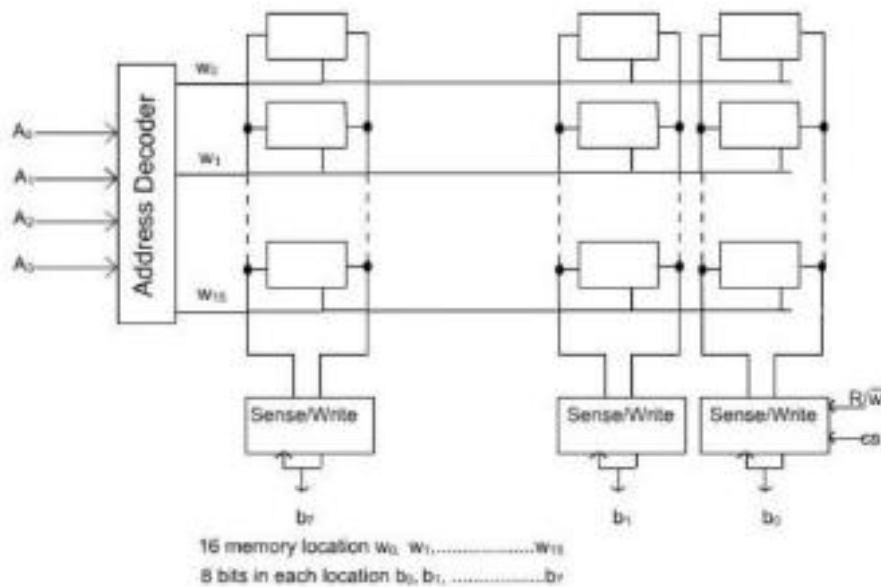 w₀
A₀
Address Decoder
w₁
A₁
A₂
A₃
w₁₅
Sense/Write
Sense/Write
Sense/Write
R/w̅
cs
b₇
b₁
b₀
16 memory location w₀, w₁,....................w₁₅
8 bits in each location b₀, b₁, ....................b₇